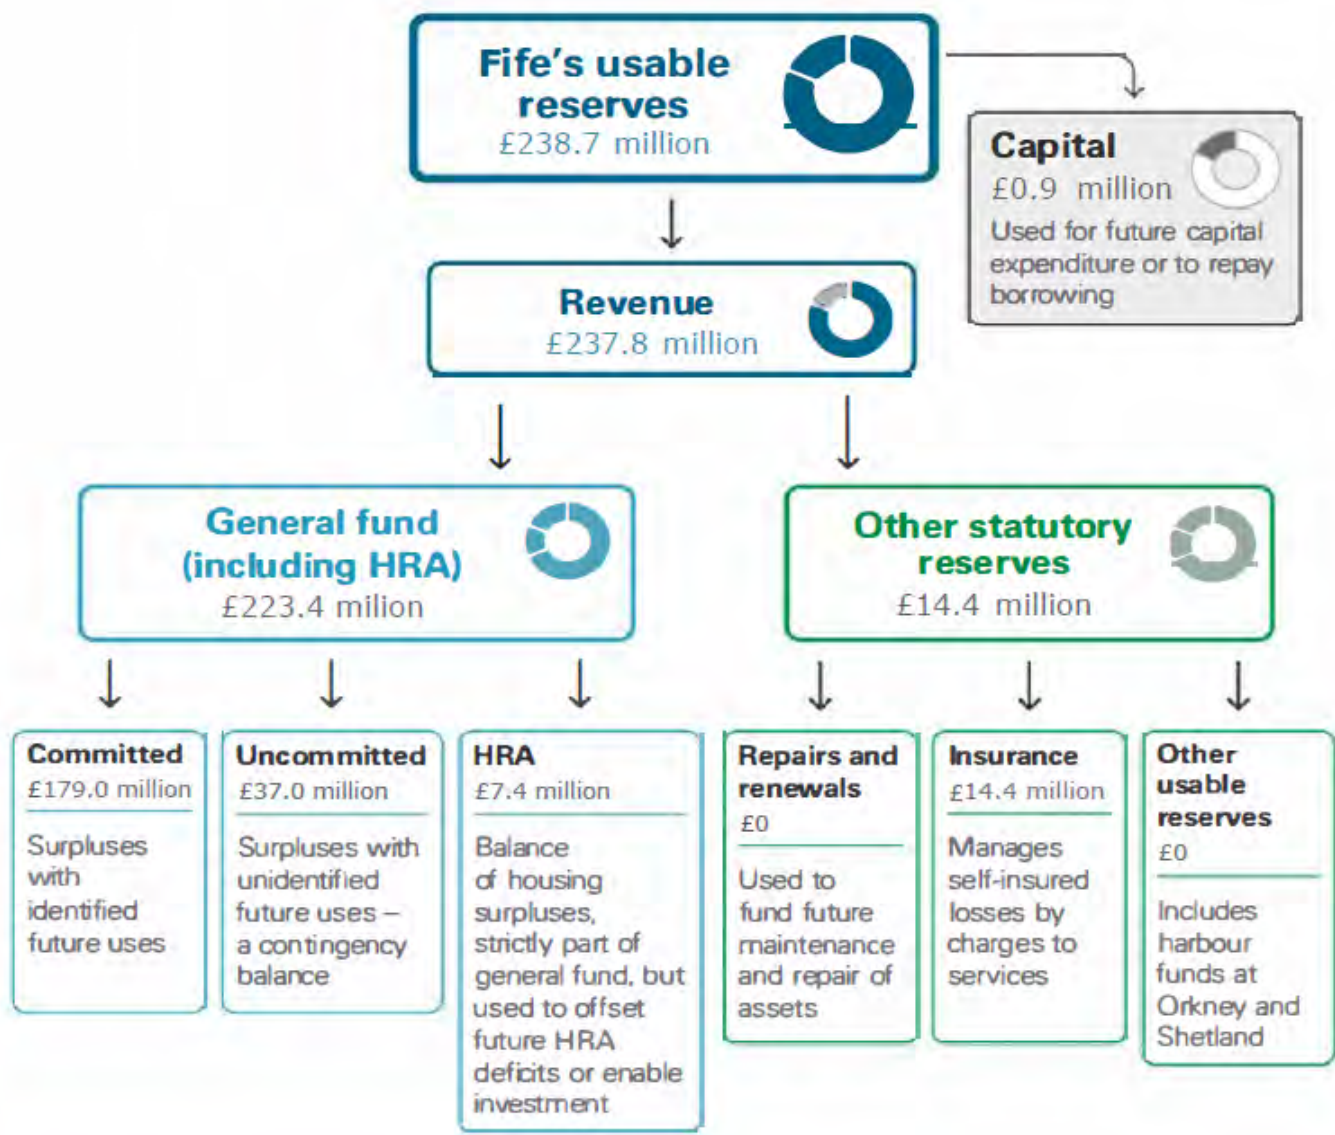 Fife's usable
reserves
£238.7 million
Capital
£0.9 million
Used for future capital
expenditure or to repay
borrowing
Revenue
£237.8 million
General fund
(including HRA)
£223.4 milion
Other statutory
reserves
£14.4 million
Committed
£179.0 million
Surpluses
with
identified
future uses
Uncommitted
£37.0 million
Surpluses with
unidentified
future uses –
a contingency
balance
HRA
£7.4 million
Balance
of housing
surpluses,
strictly part of
general fund, but
used to offset
future HRA
deficits or enable
investment
Repairs and
renewals
£0
Used to
fund future
maintenance
and repair of
assets
Insurance
£14.4 million
Manages
self-insured
losses by
charges to
services
Other
usable
reserves
£0
Includes
harbour
funds at
Orkney and
Shetland